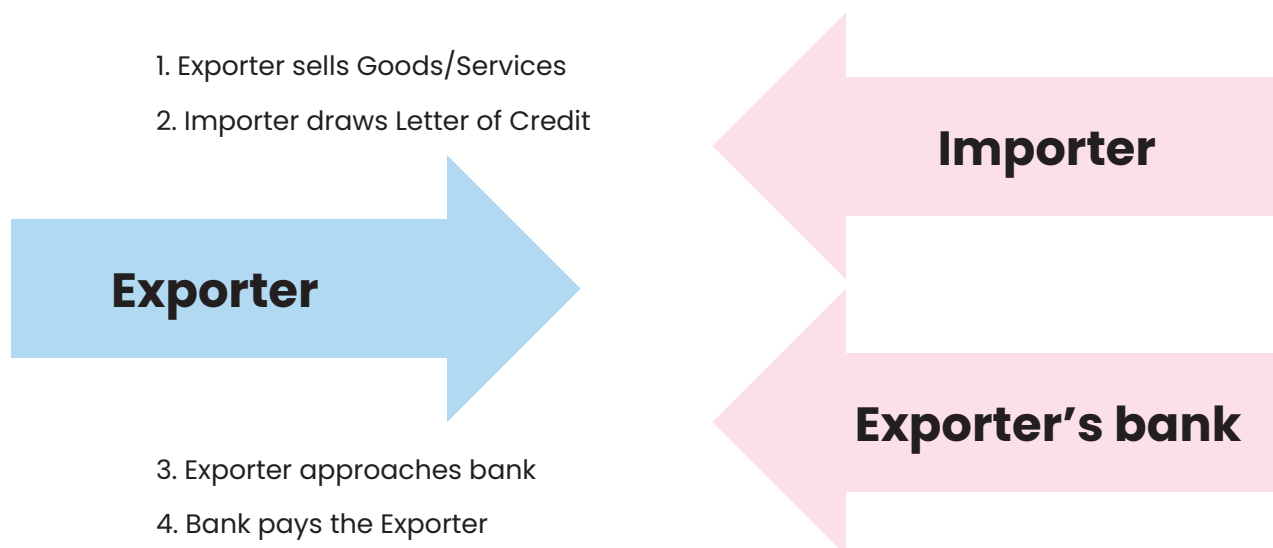 1. Exporter sells Goods/Services
2. Importer draws Letter of Credit
Importer
Exporter
Exporter’s bank
3. Exporter approaches bank
4. Bank pays the Exporter